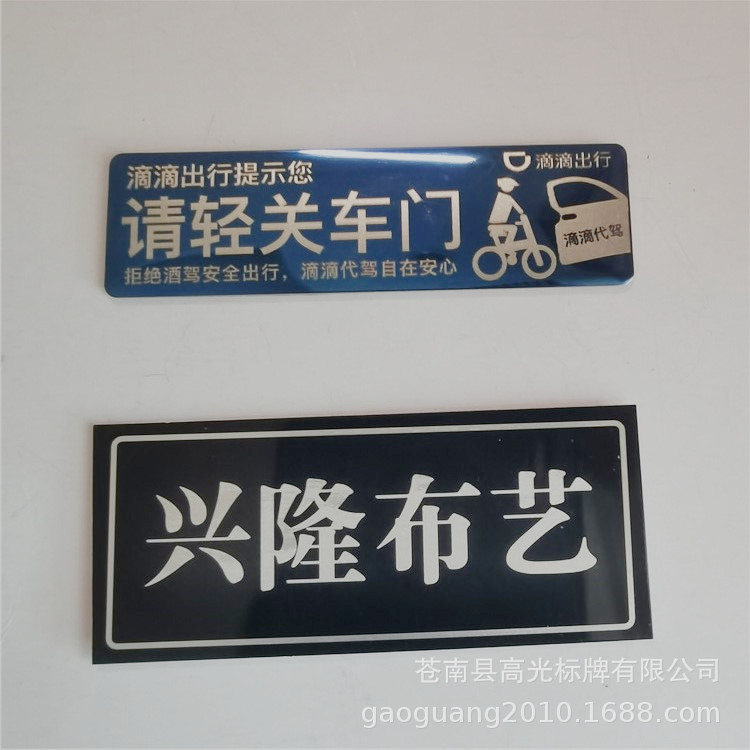 滴滴出行提示您
滴滴出行
请轻关车门
滴滴代驾
拒绝酒驾安全出行，滴滴代驾自在安心
兴隆布艺
苍南县高光标牌有限公司
gaoguang2010.1688.com